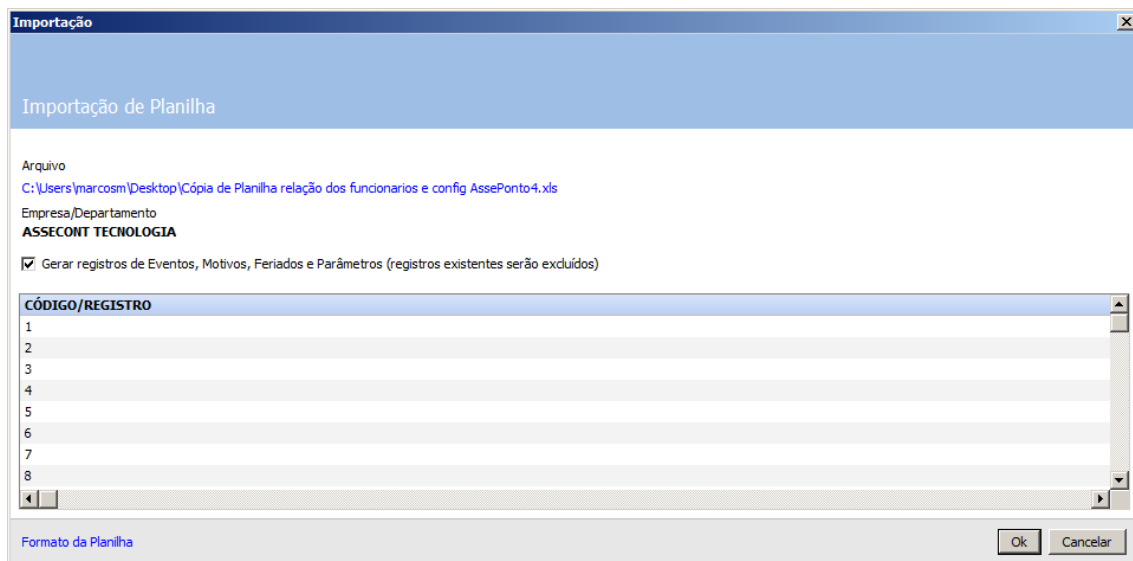 Importação
Importação de Planilha
Arquivo
C:\Users\marcosm\Desktop\Cópia de Planilha relação dos funcionarios e config AssePonto4.xls
Empresa/Departamento
ASSECONT TECNOLOGIA
Gerar registros de Eventos, Motivos, Feriados e Parâmetros (registros existentes serão excluídos)
CÓDIGO/REGISTRO
1
2
3
4
5
6
7
8
Formato da Planilha
Ok Cancelar